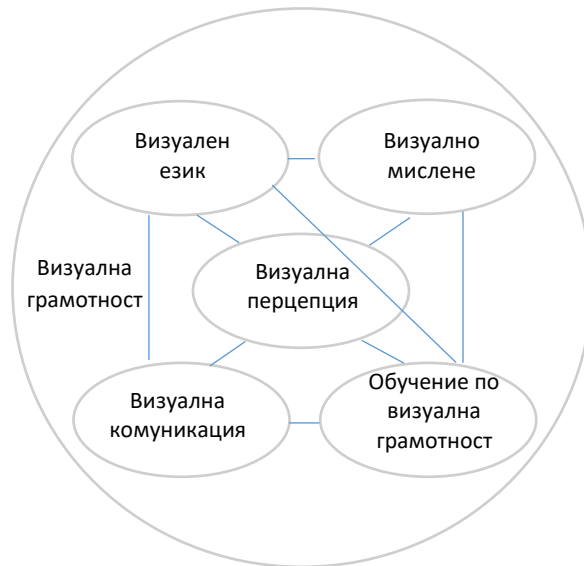 Визуален
език
Визуално
мислене
Визуална
грамотност
Визуална
перцепция
Визуална
комуникация
Обучение по
визуална
грамотност